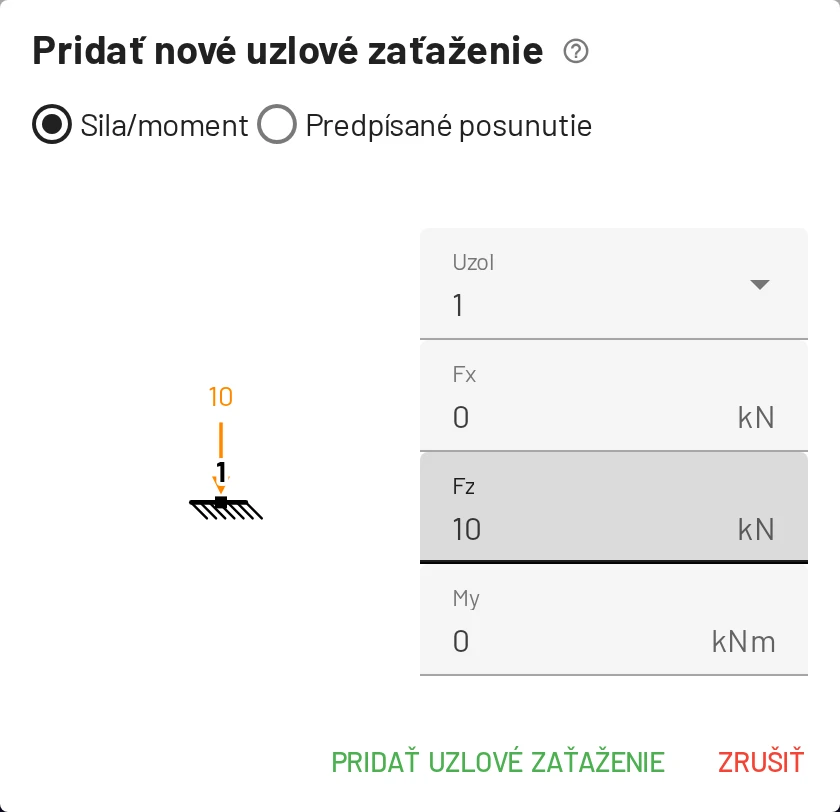 Pridať nové uzlové zaťaženie ?
Sila/moment Predpísané posunutie
Uzol
1
Fx
0 kN
10
1
Fz
10 kN
My
0 kNm
PRIDAŤ UZLOVÉ ZAŤAŽENIE ZRUŠIŤ